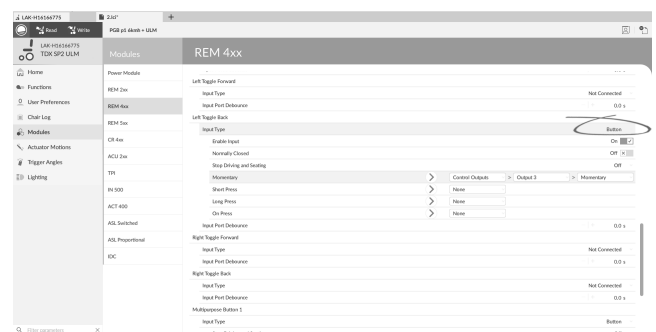 LAK-H16166775
2.lci*
+
Read
Write
PGB p1 6kmh + ULM
LAK-H16166775
TDX SP2 ULM
Modules
REM 4xx
Home
Functions
User Preferences
Chair Log
Modules
Actuator Motions
Trigger Angles
Lighting
Power Module
REM 2xx
REM 4xx
REM 5xx
CR 4xx
ACU 2xx
TPI
IN 500
ACT 400
ASL Switched
ASL Proportional
IDC
Left Toggle Forward
Input Type Not Connected
Input Port Debounce 0.0 s
Left Toggle Back
Input Type Button
Enable Input On
Normally Closed Off
Stop Driving and Seating Off
Momentary > Control Outputs > Output 3 > Momentary
Short Press > None
Long Press > None
On Press > None
Input Port Debounce 0.0 s
Right Toggle Forward
Input Type Not Connected
Input Port Debounce 0.0 s
Right Toggle Back
Input Type Not Connected
Input Port Debounce 0.0 s
Multipurpose Button 1
Input Type Button
Filter parameters